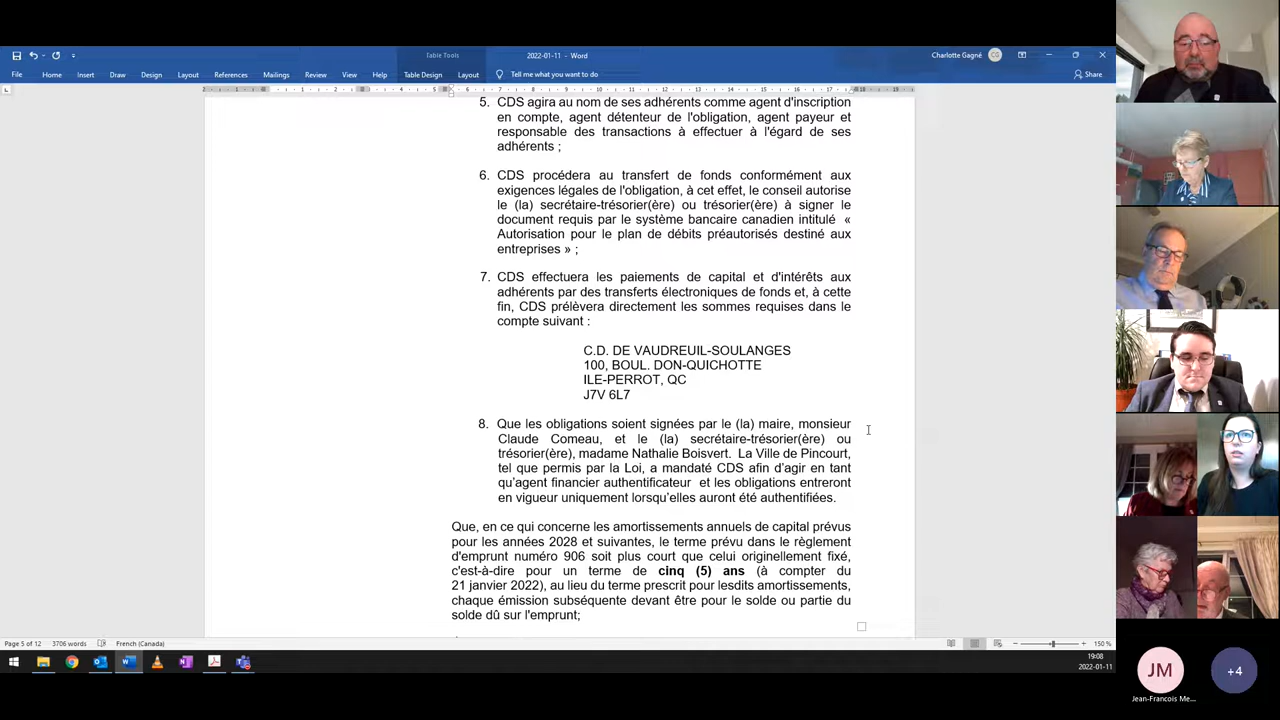 Table Tools
2022-01-11 - Word
Charlotte Gagné
CG
File Home Insert Draw Design Layout References Mailings Review View Help Table Design Layout Tell me what you want to do
Share
5. CDS agira au nom de ses adhérents comme agent d'inscription
en compte, agent détenteur de l'obligation, agent payeur et
responsable des transactions à effectuer à l'égard de ses
adhérents ;
6. CDS procédera au transfert de fonds conformément aux
exigences légales de l'obligation, à cet effet, le conseil autorise
le (la) secrétaire-trésorier(ère) ou trésorier(ère) à signer le
document requis par le système bancaire canadien intitulé «
Autorisation pour le plan de débits préautorisés destiné aux
entreprises » ;
7. CDS effectuera les paiements de capital et d'intérêts aux
adhérents par des transferts électroniques de fonds et, à cette
fin, CDS prélèvera directement les sommes requises dans le
compte suivant :
C.D. DE VAUDREUIL-SOULANGES
100, BOUL. DON-QUICHOTTE
ILE-PERROT, QC
J7V 6L7
8. Que les obligations soient signées par le (la) maire, monsieur
Claude Comeau, et le (la) secrétaire-trésorier(ère) ou
trésorier(ère), madame Nathalie Boisvert. La Ville de Pincourt,
tel que permis par la Loi, a mandaté CDS afin d'agir en tant
qu'agent financier authentificateur et les obligations entreront
en vigueur uniquement lorsqu'elles auront été authentifiées.
Que, en ce qui concerne les amortissements annuels de capital prévus
pour les années 2028 et suivantes, le terme prévu dans le règlement
d'emprunt numéro 906 soit plus court que celui originellement fixé,
c'est-à-dire pour un terme de cinq (5) ans (à compter du
21 janvier 2022), au lieu du terme prescrit pour lesdits amortissements,
chaque émission subséquente devant être pour le solde ou partie du
solde dû sur l'emprunt;
Page 5 of 12 3706 words French (Canada)
150 %
19:08
2022-01-11
JM
+4
Jean-Francois Me...